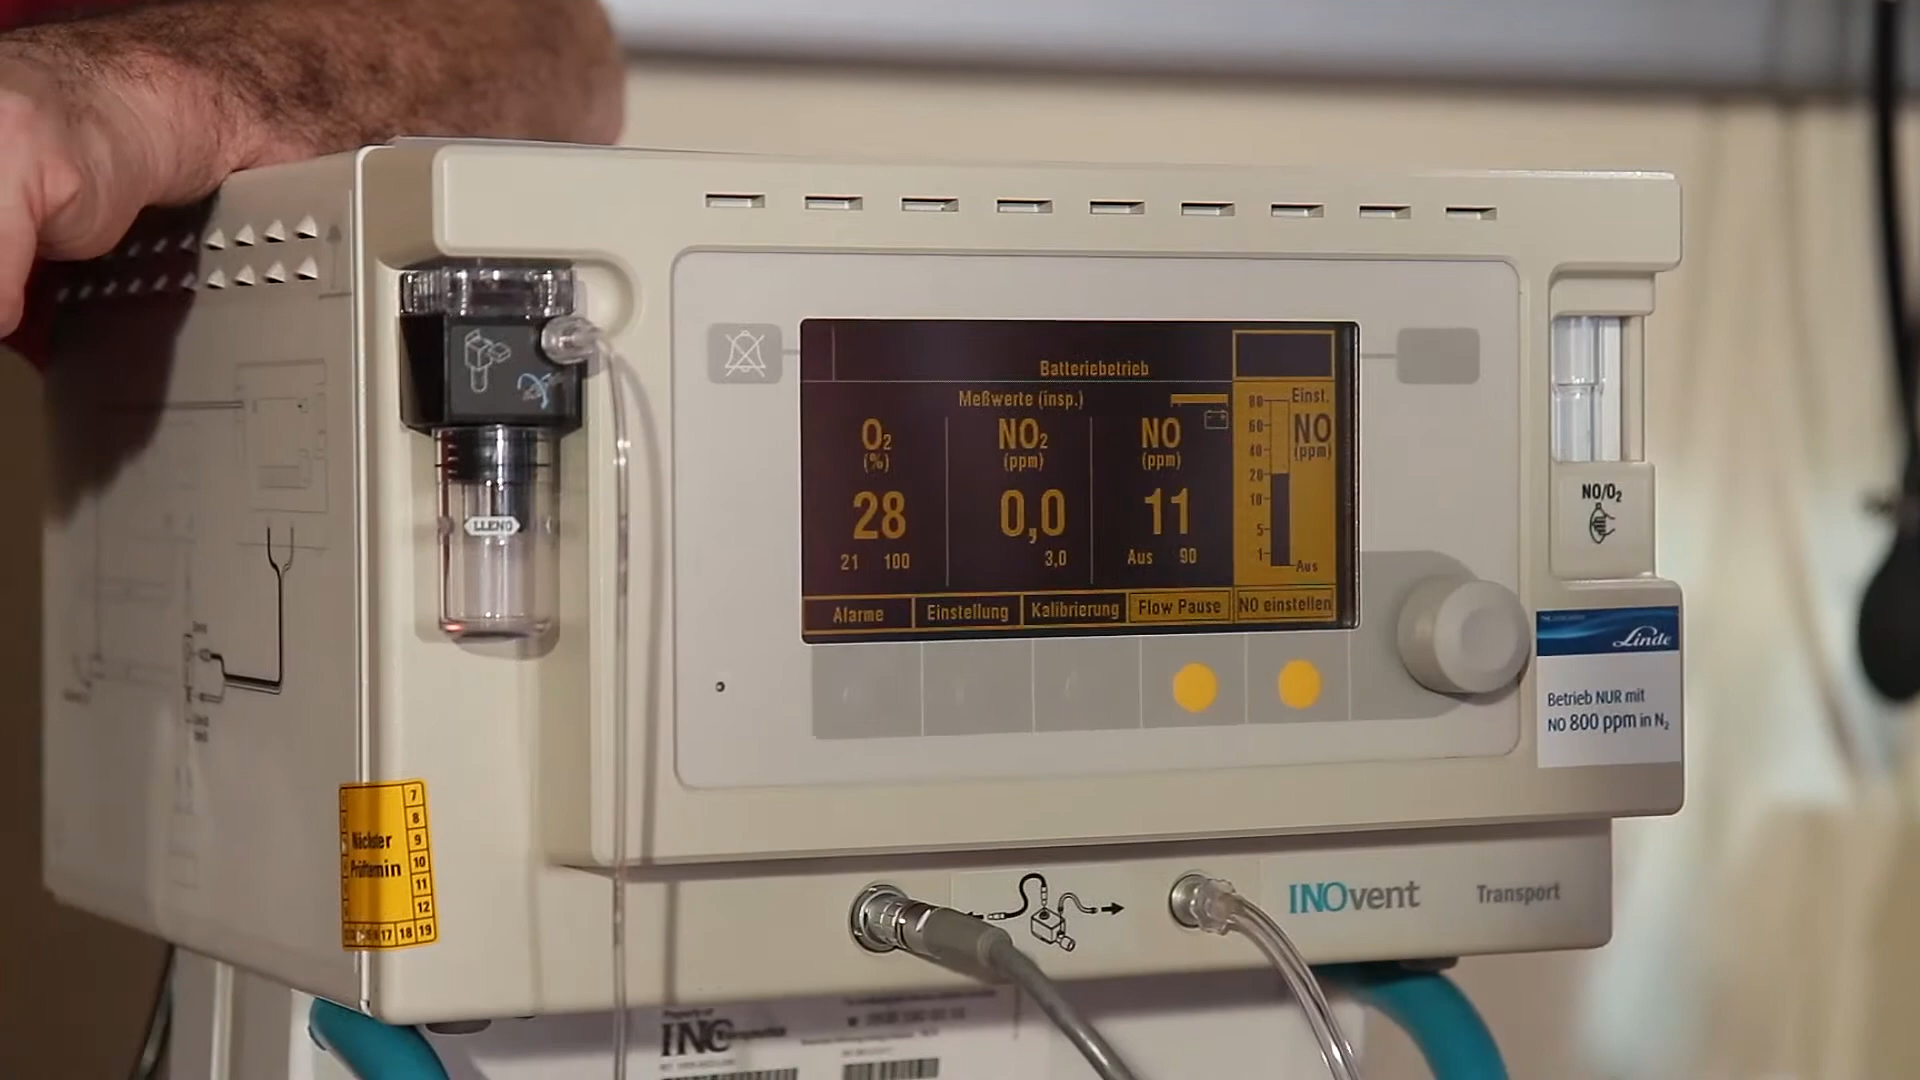 Batteriebetrieb
Meßwerte (insp.)
O₂
(%)
28
21 100
NO₂
(ppm)
0,0
3,0
NO
(ppm)
11
Aus 90
Einst.
NO
(ppm)
80
60
40
20
10
5
1
Aus
Alarme
Einstellung
Kalibrierung
Flow Pause
NO einstellen
LLENO
NO/O₂
Linde
Betrieb NUR mit
NO 800 ppm in N₂
Nächster
Prüftermin
7
8
9
10
11
12
17 18 19
INOvent Transport
Property of